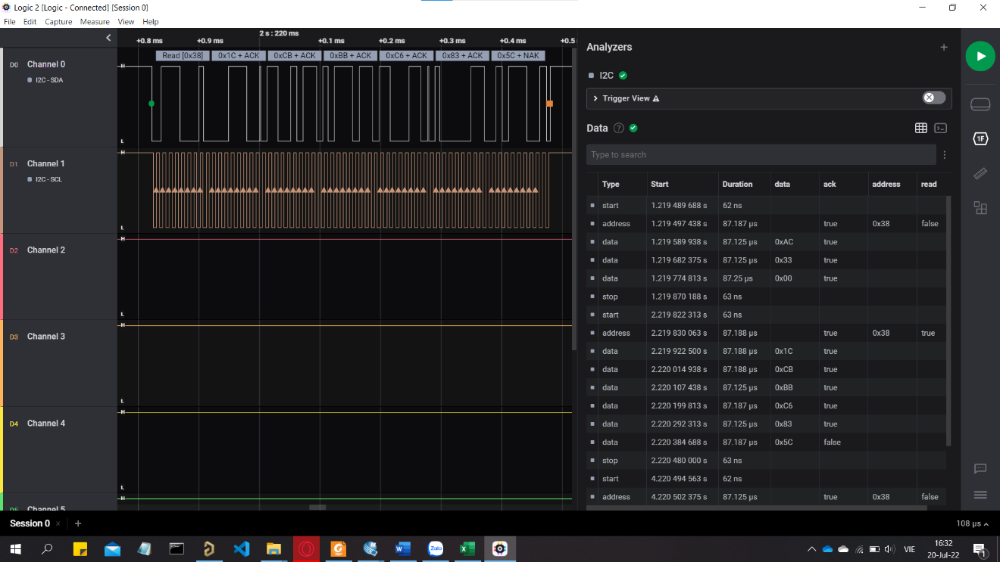 Logic 2 [Logic - Connected] [Session 0]
File Edit Capture Measure View Help
2 s : 220 ms
+0.8 ms +0.9 ms +0.1 ms +0.2 ms +0.3 ms +0.4 ms +0.5
Read [0x38] 0x1C + ACK 0xCB + ACK 0xBB + ACK 0xC6 + ACK 0x83 + ACK 0x5C + NAK
D0 Channel 0
I2C - SDA
H
L
D1 Channel 1
I2C - SCL
H
L
D2 Channel 2
H
L
D3 Channel 3
H
L
D4 Channel 4
H
L
D5 Channel 5
H
Analyzers
I2C
Trigger View
Data
Type to search
Type Start Duration data ack address read
start 1.219 489 688 s 62 ns
address 1.219 497 438 s 87.187 μs true 0x38 false
data 1.219 589 938 s 87.125 μs 0xAC true
data 1.219 682 375 s 87.125 μs 0x33 true
data 1.219 774 813 s 87.25 μs 0x00 true
stop 1.219 870 188 s 63 ns
start 2.219 822 313 s 63 ns
address 2.219 830 063 s 87.188 μs true 0x38 true
data 2.219 922 500 s 87.188 μs 0x1C true
data 2.220 014 938 s 87.188 μs 0xCB true
data 2.220 107 438 s 87.125 μs 0xBB true
data 2.220 199 813 s 87.187 μs 0xC6 true
data 2.220 292 313 s 87.125 μs 0x83 true
data 2.220 384 688 s 87.187 μs 0x5C false
stop 2.220 480 000 s 63 ns
start 4.220 494 563 s 62 ns
address 4.220 502 375 s 87.125 μs true 0x38 false
1F
Session 0
108 μs
VIE
16:32
20-Jul-22
1